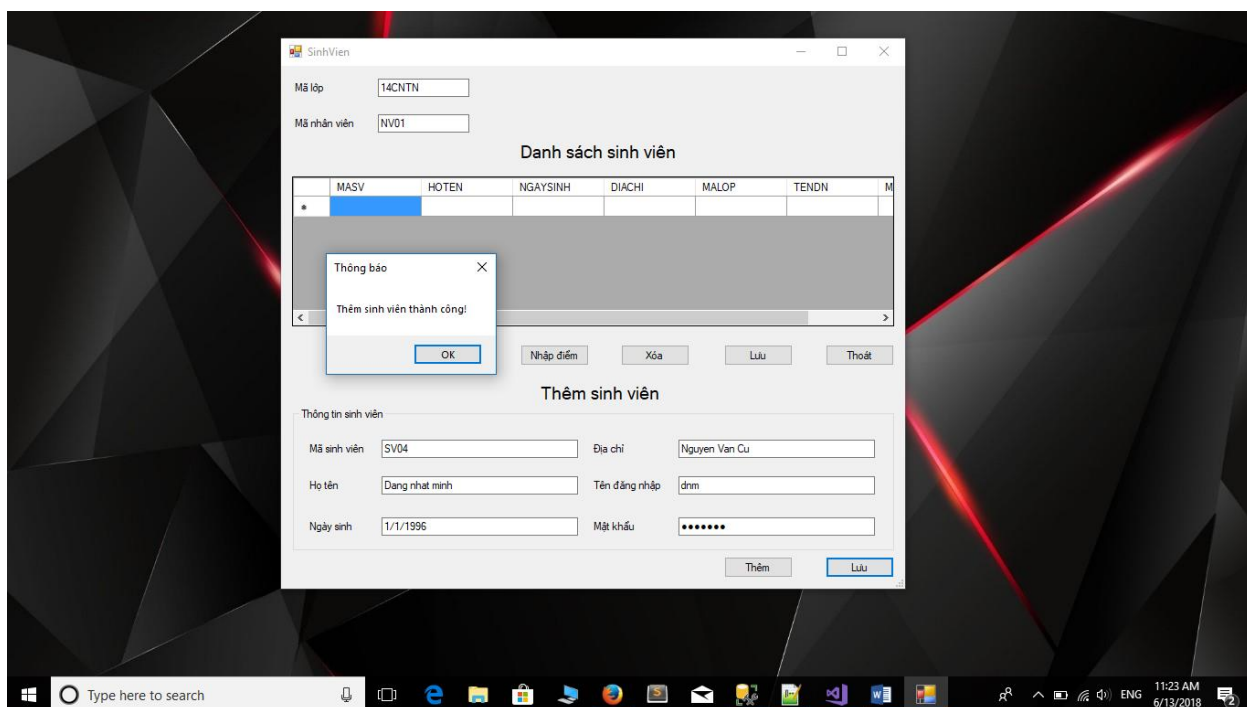 SinhVien
Mã lớp 14CNTN
Mã nhân viên NV01
Danh sách sinh viên
MASV HOTEN NGAYSINH DIACHI MALOP TENDN M
Thông báo
Thêm sinh viên thành công!
OK Nhập điểm Xóa Lưu Thoát
Thêm sinh viên
Thông tin sinh viên
Mã sinh viên SV04 Địa chỉ Nguyen Van Cu
Họ tên Dang nhat minh Tên đăng nhập dnm
Ngày sinh 1/1/1996 Mật khẩu •••••••
Thêm Lưu
Type here to search ENG 11:23 AM
6/13/2018 2